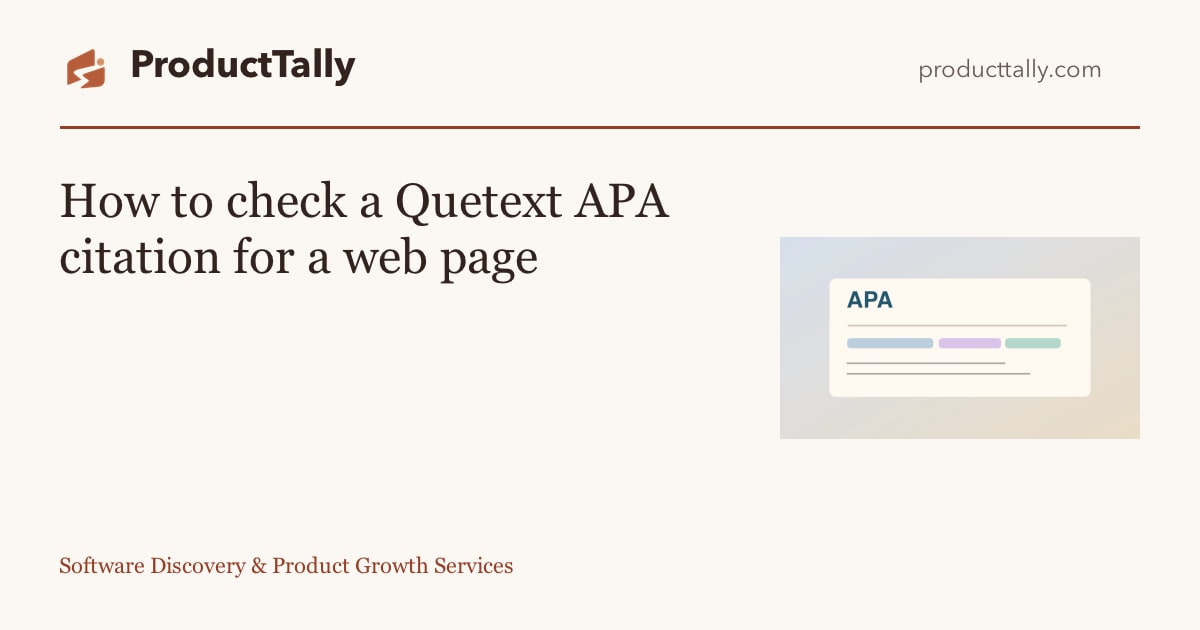 ProductTally
producttally.com
How to check a Quetext APA
citation for a web page
APA
Software Discovery & Product Growth Services